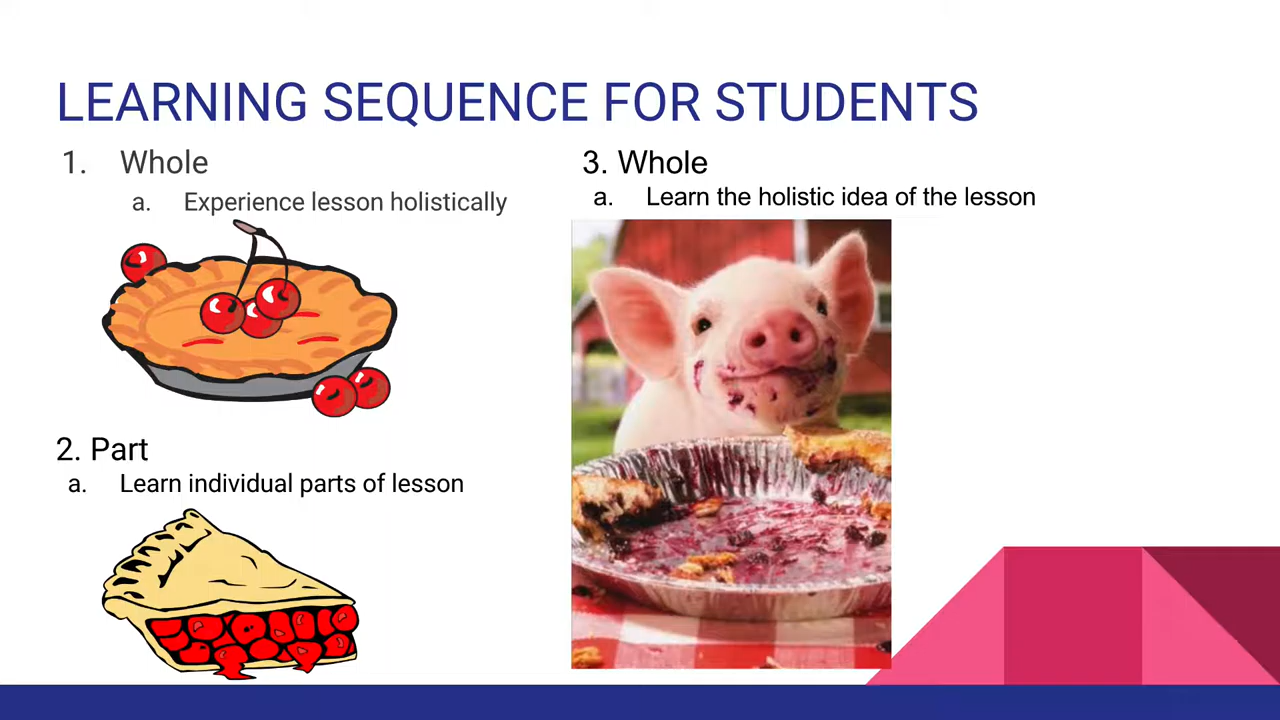 LEARNING SEQUENCE FOR STUDENTS
1. Whole
a. Experience lesson holistically
2. Part
a. Learn individual parts of lesson
3. Whole
a. Learn the holistic idea of the lesson